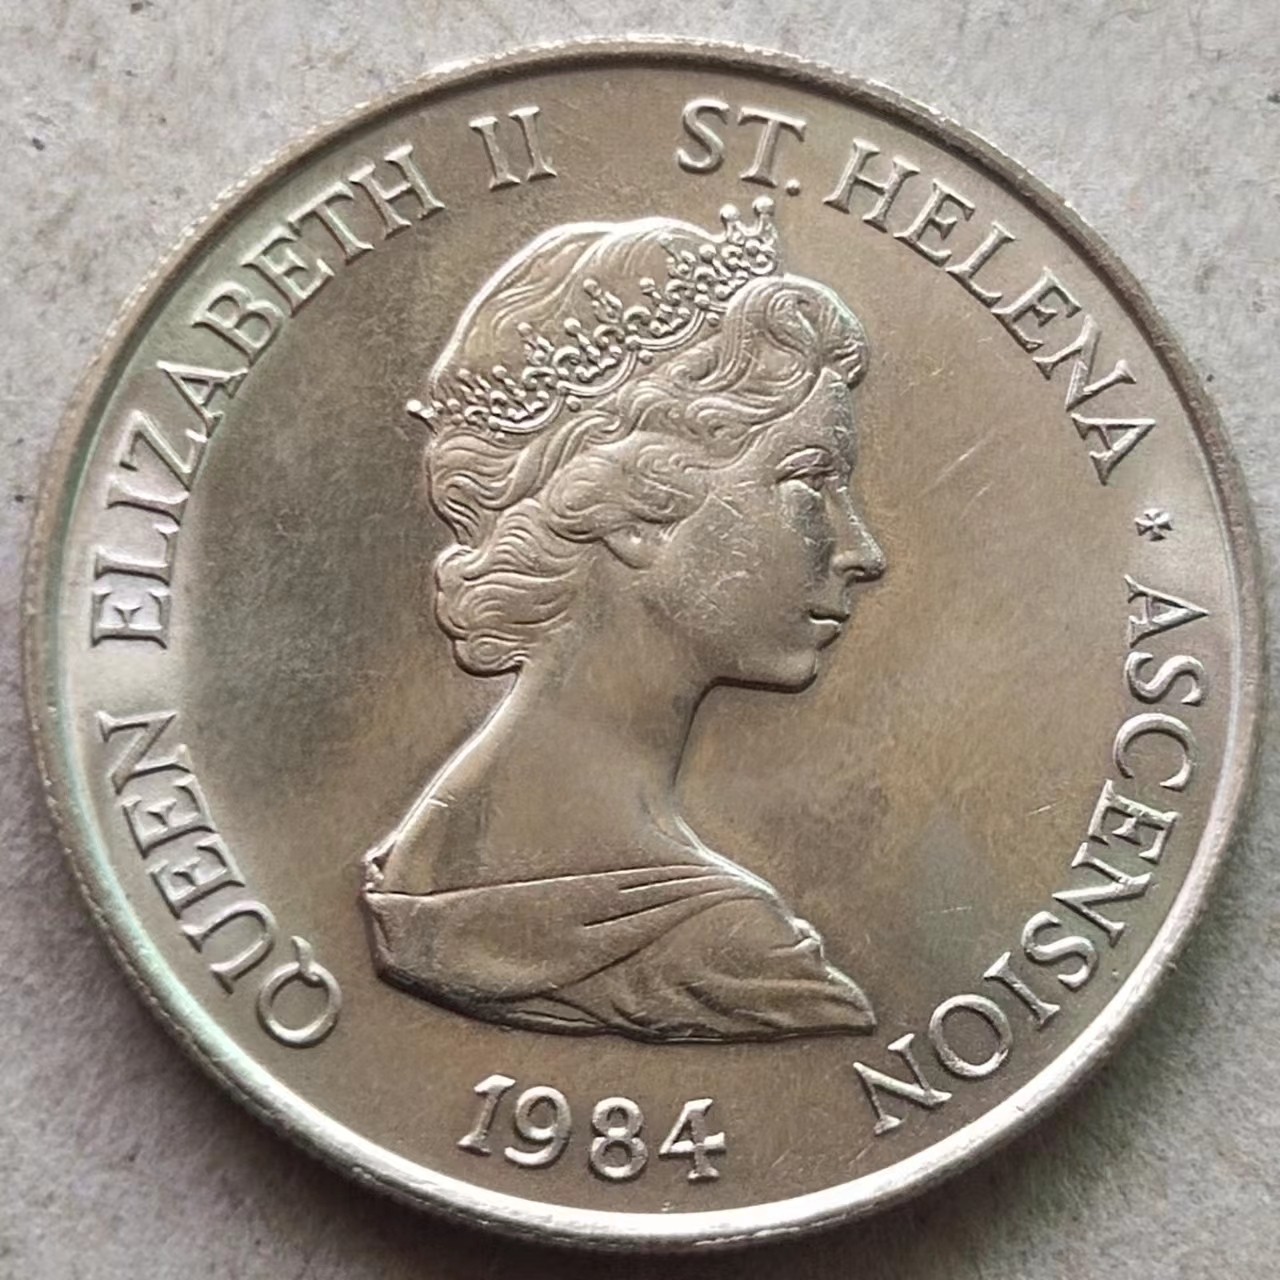 QUEEN ELIZABETH II ST. HELENA ✠ ASCENSION
1984